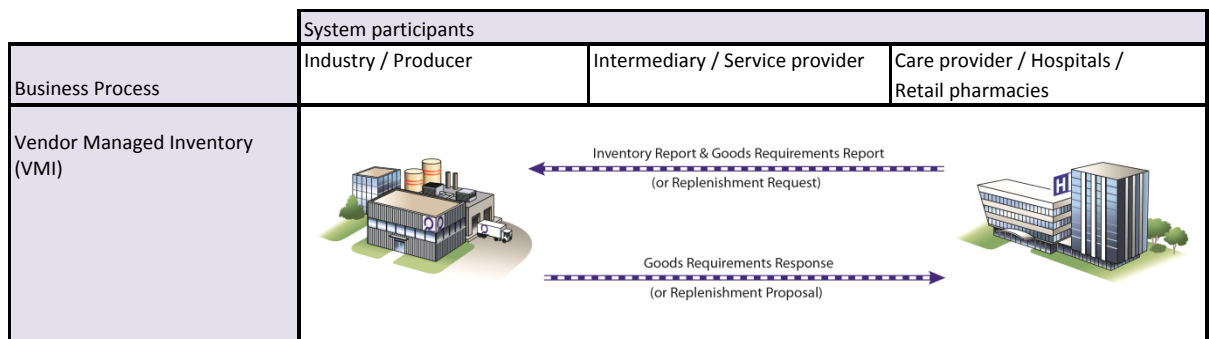 System participants
Business Process
Industry / Producer
Intermediary / Service provider
Care provider / Hospitals /
Retail pharmacies
Vendor Managed Inventory
(VMI)
Inventory Report & Goods Requirements Report
(or Replenishment Request)
H
Goods Requirements Response
(or Replenishment Proposal)